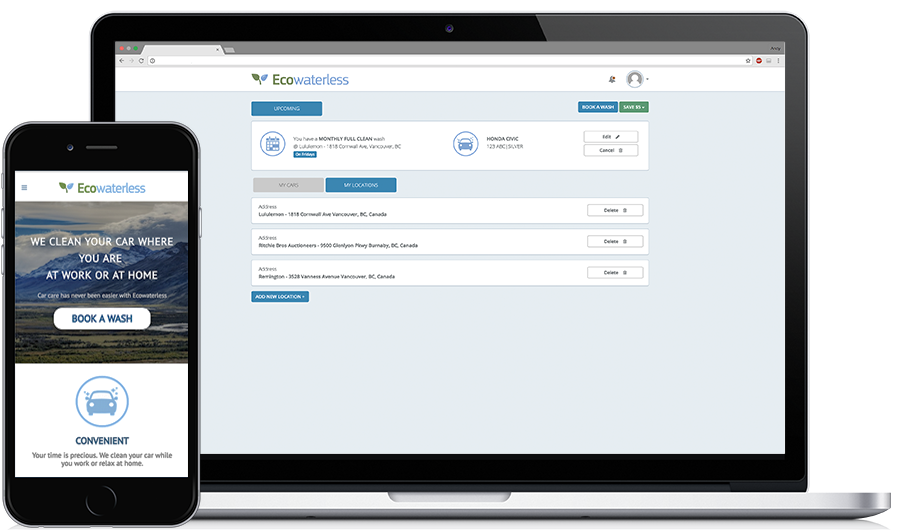 Ecowaterless
WE CLEAN YOUR CAR WHERE
YOU ARE
AT WORK OR AT HOME
Car care has never been easier with Ecowaterless
BOOK A WASH
CONVENIENT
Your time is precious. We clean your car while
you work or relax at home.
Anca
Ecowaterless
UPCOMING
BOOK A WASH
SAVE $5
You have a MONTHLY FULL CLEAN wash
@ Lululemon - 1818 Cornwall Ave, Vancouver, BC
On Fridays
HONDA CIVIC
123 ABC|SILVER
Edit
Cancel
MY CARS
MY LOCATIONS
Address
Lululemon - 1818 Cornwall Ave Vancouver, BC, Canada
Delete
Address
Ritchie Bros Auctioneers - 9500 Glenlyon Pkwy Burnaby, BC, Canada
Delete
Address
Remington - 3528 Vanness Avenue Vancouver, BC, Canada
Delete
ADD NEW LOCATION +